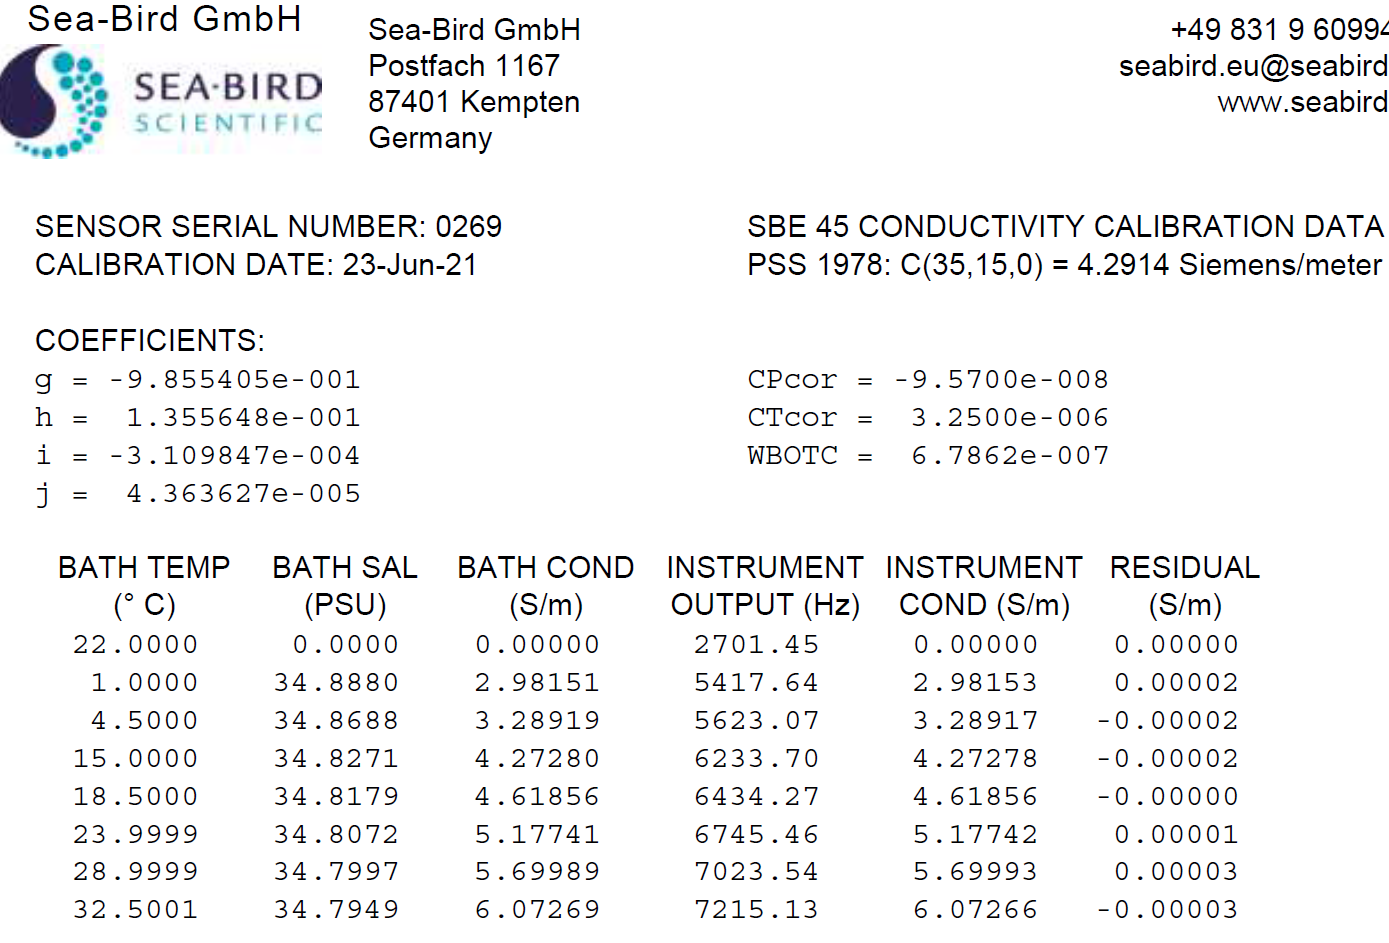 Sea-Bird GmbH
SEA·BIRD
SCIENTIFIC
Sea-Bird GmbH
Postfach 1167
87401 Kempten
Germany
+49 831 9 60994
seabird.eu@seabird
www.seabird
SENSOR SERIAL NUMBER: 0269
CALIBRATION DATE: 23-Jun-21
SBE 45 CONDUCTIVITY CALIBRATION DATA
PSS 1978: C(35,15,0) = 4.2914 Siemens/meter
COEFFICIENTS:
g = -9.855405e-001
h = 1.355648e-001
i = -3.109847e-004
j = 4.363627e-005
CPcor = -9.5700e-008
CTcor = 3.2500e-006
WBOTC = 6.7862e-007
BATH TEMP BATH SAL BATH COND INSTRUMENT INSTRUMENT RESIDUAL
(° C) (PSU) (S/m) OUTPUT (Hz) COND (S/m) (S/m)
22.0000 0.0000 0.00000 2701.45 0.00000 0.00000
1.0000 34.8880 2.98151 5417.64 2.98153 0.00002
4.5000 34.8688 3.28919 5623.07 3.28917 -0.00002
15.0000 34.8271 4.27280 6233.70 4.27278 -0.00002
18.5000 34.8179 4.61856 6434.27 4.61856 -0.00000
23.9999 34.8072 5.17741 6745.46 5.17742 0.00001
28.9999 34.7997 5.69989 7023.54 5.69993 0.00003
32.5001 34.7949 6.07269 7215.13 6.07266 -0.00003